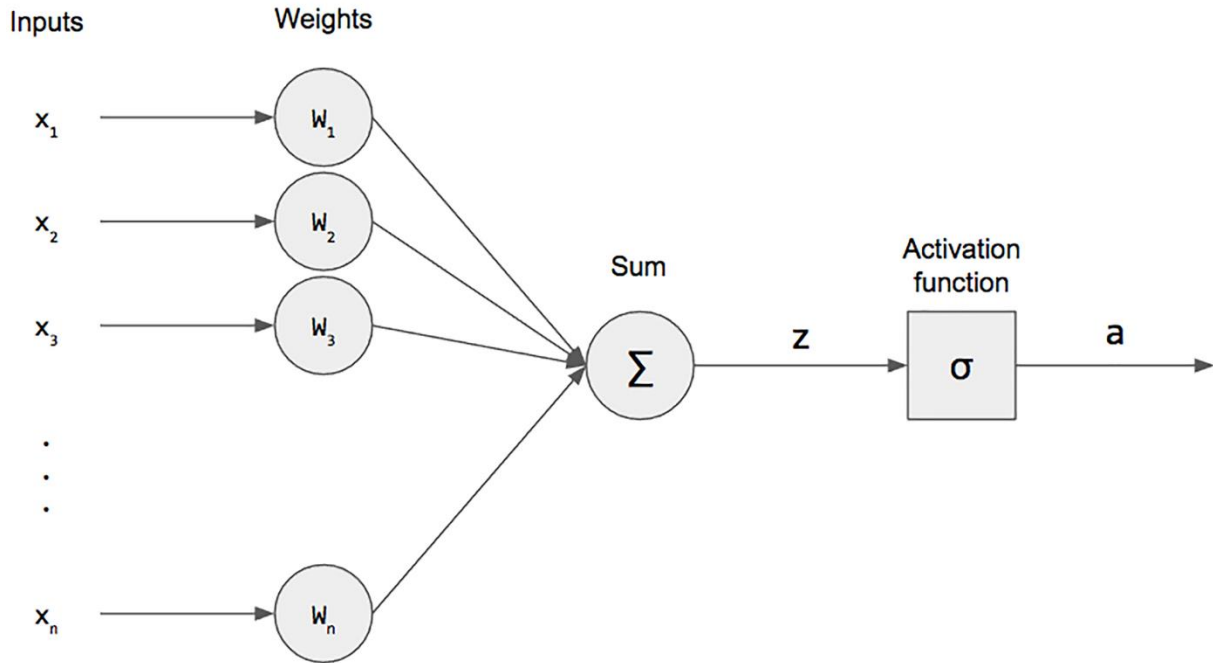 Inputs
Weights
x₁
W₁
x₂
W₂
x₃
W₃
.
.
.
xₙ
Wₙ
Sum
Σ
z
Activation
function
σ
a